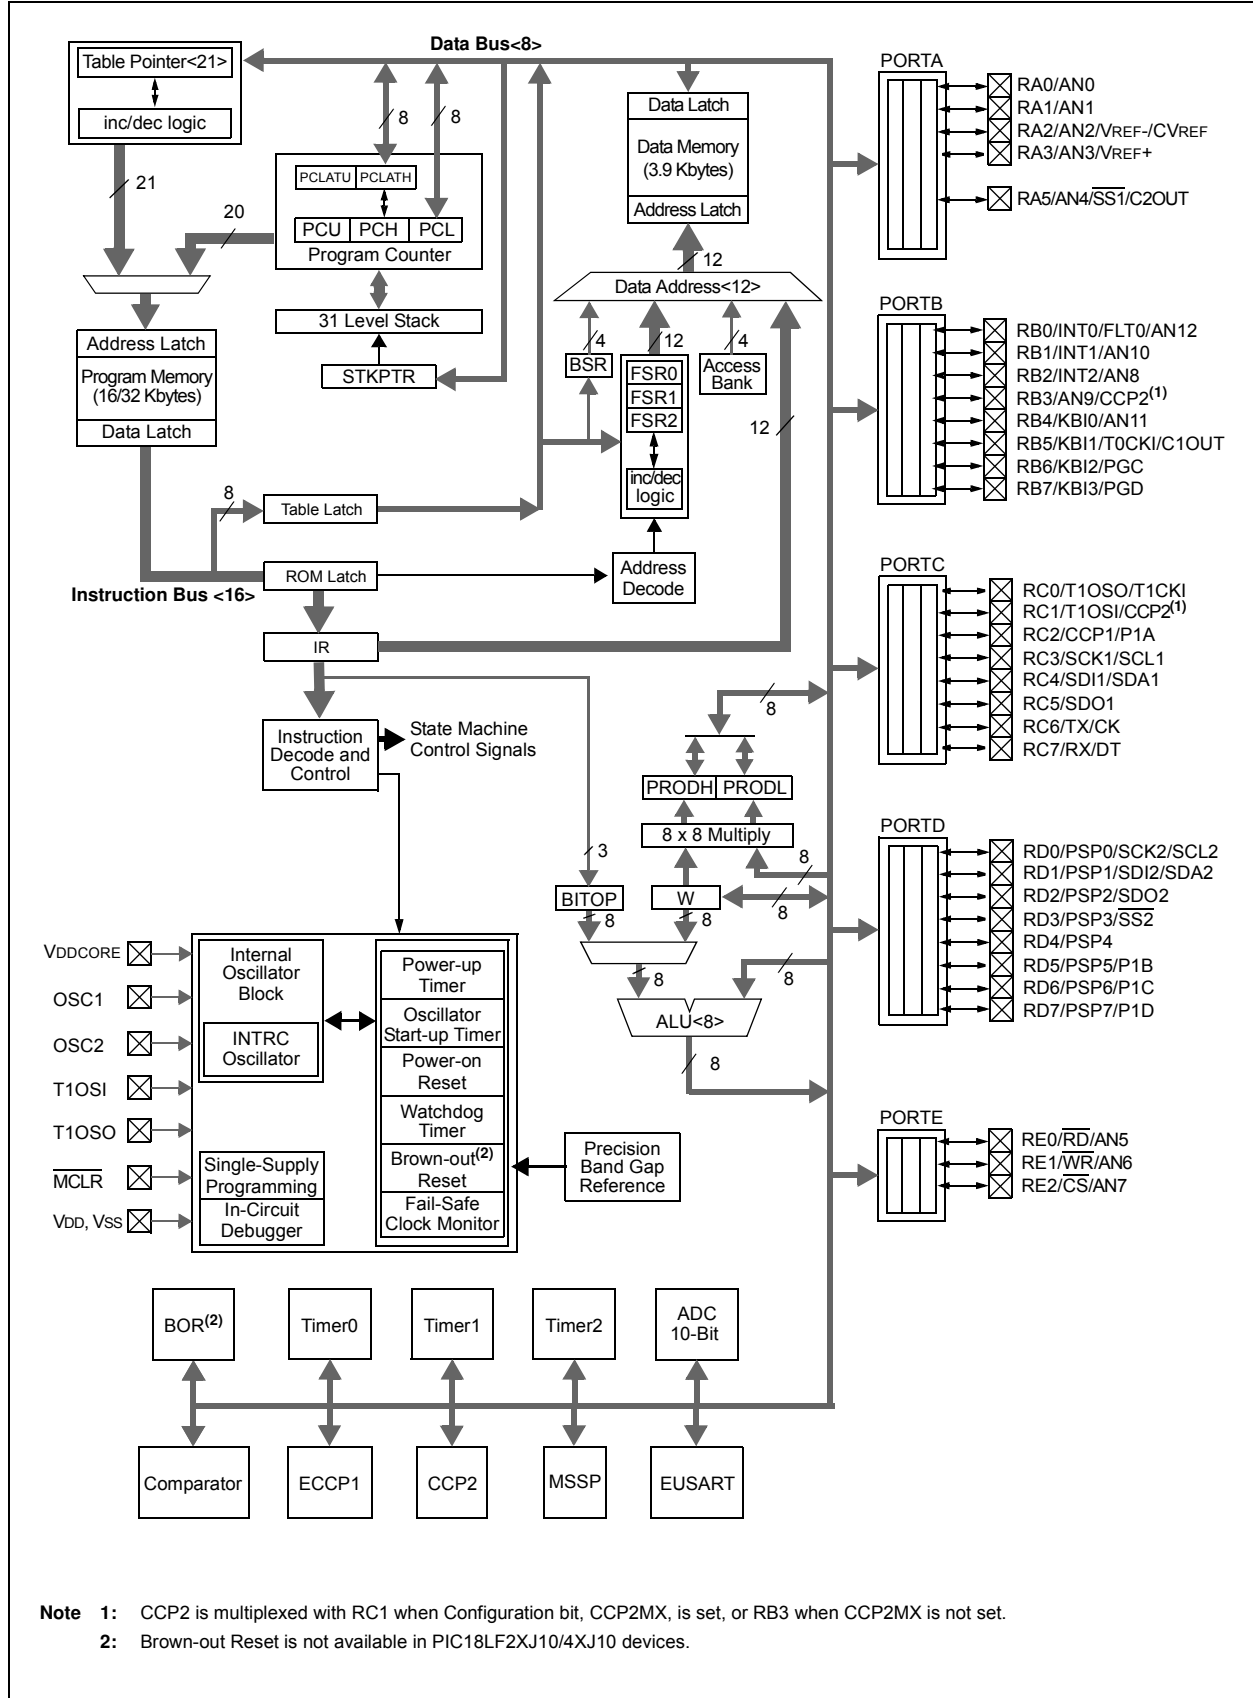 Data Bus<8>
Table Pointer<21>
inc/dec logic
21
20
8
8
PCLATU
PCLATH
PCU
PCH
PCL
Program Counter
31 Level Stack
STKPTR
Address Latch
Program Memory
(16/32 Kbytes)
Data Latch
8
Table Latch
ROM Latch
Instruction Bus <16>
IR
Data Latch
Data Memory
(3.9 Kbytes)
Address Latch
12
Data Address<12>
4
12
4
BSR
FSR0
FSR1
FSR2
inc/dec
logic
Access
Bank
12
Address
Decode
Instruction
Decode and
Control
State Machine
Control Signals
8
PRODH
PRODL
8 x 8 Multiply
3
8
BITOP
W
8
8
8
8
8
ALU<8>
8
VDDCORE
OSC1
OSC2
T1OSI
T1OSO
MCLR
VDD, VSS
Internal
Oscillator
Block
INTRC
Oscillator
Single-Supply
Programming
In-Circuit
Debugger
Power-up
Timer
Oscillator
Start-up Timer
Power-on
Reset
Watchdog
Timer
Brown-out(2)
Reset
Fail-Safe
Clock Monitor
Precision
Band Gap
Reference
PORTA
RA0/AN0
RA1/AN1
RA2/AN2/VREF-/CVREF
RA3/AN3/VREF+
RA5/AN4/SS1/C2OUT
PORTB
RB0/INT0/FLT0/AN12
RB1/INT1/AN10
RB2/INT2/AN8
RB3/AN9/CCP2(1)
RB4/KBI0/AN11
RB5/KBI1/T0CKI/C1OUT
RB6/KBI2/PGC
RB7/KBI3/PGD
PORTC
RC0/T1OSO/T1CKI
RC1/T1OSI/CCP2(1)
RC2/CCP1/P1A
RC3/SCK1/SCL1
RC4/SDI1/SDA1
RC5/SDO1
RC6/TX/CK
RC7/RX/DT
PORTD
RD0/PSP0/SCK2/SCL2
RD1/PSP1/SDI2/SDA2
RD2/PSP2/SDO2
RD3/PSP3/SS2
RD4/PSP4
RD5/PSP5/P1B
RD6/PSP6/P1C
RD7/PSP7/P1D
PORTE
RE0/RD/AN5
RE1/WR/AN6
RE2/CS/AN7
BOR(2)
Timer0
Timer1
Timer2
ADC
10-Bit
Comparator
ECCP1
CCP2
MSSP
EUSART
Note 1: CCP2 is multiplexed with RC1 when Configuration bit, CCP2MX, is set, or RB3 when CCP2MX is not set.
2: Brown-out Reset is not available in PIC18LF2XJ10/4XJ10 devices.